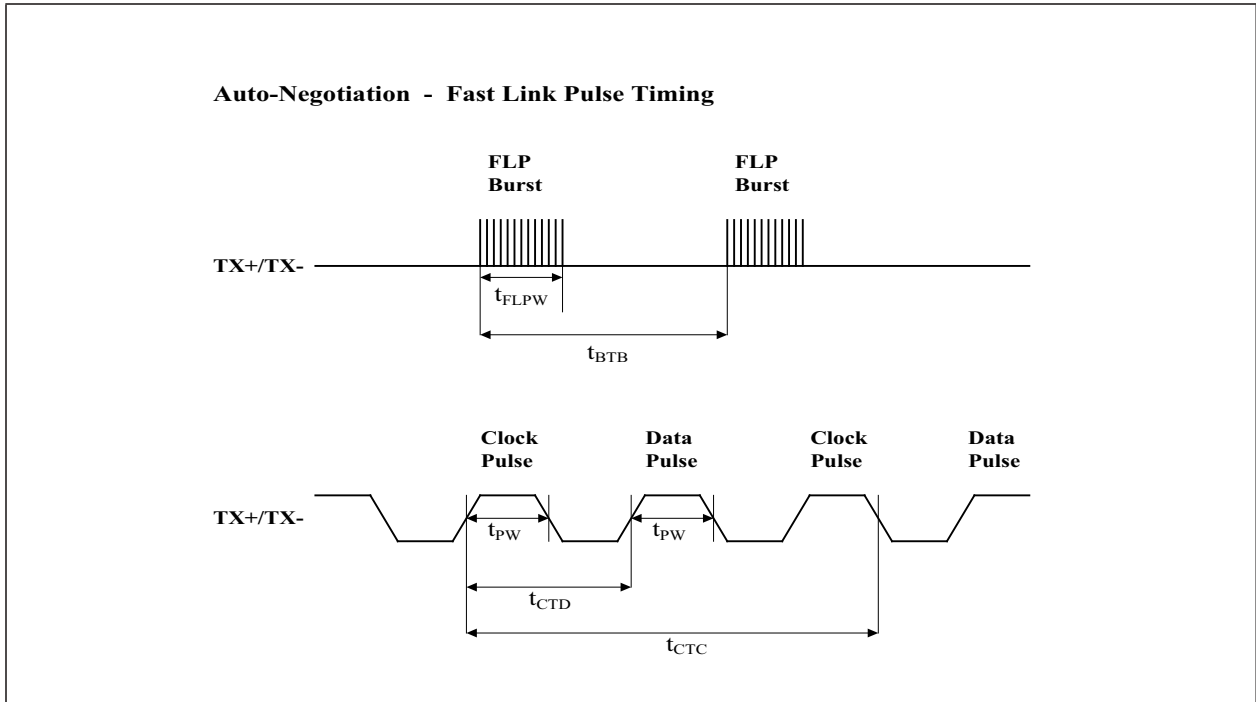 Auto-Negotiation - Fast Link Pulse Timing
FLP
Burst
FLP
Burst
TX+/TX-
tFLPW
tBTB
Clock
Pulse
Data
Pulse
Clock
Pulse
Data
Pulse
TX+/TX-
tPW
tPW
tCTD
tCTC